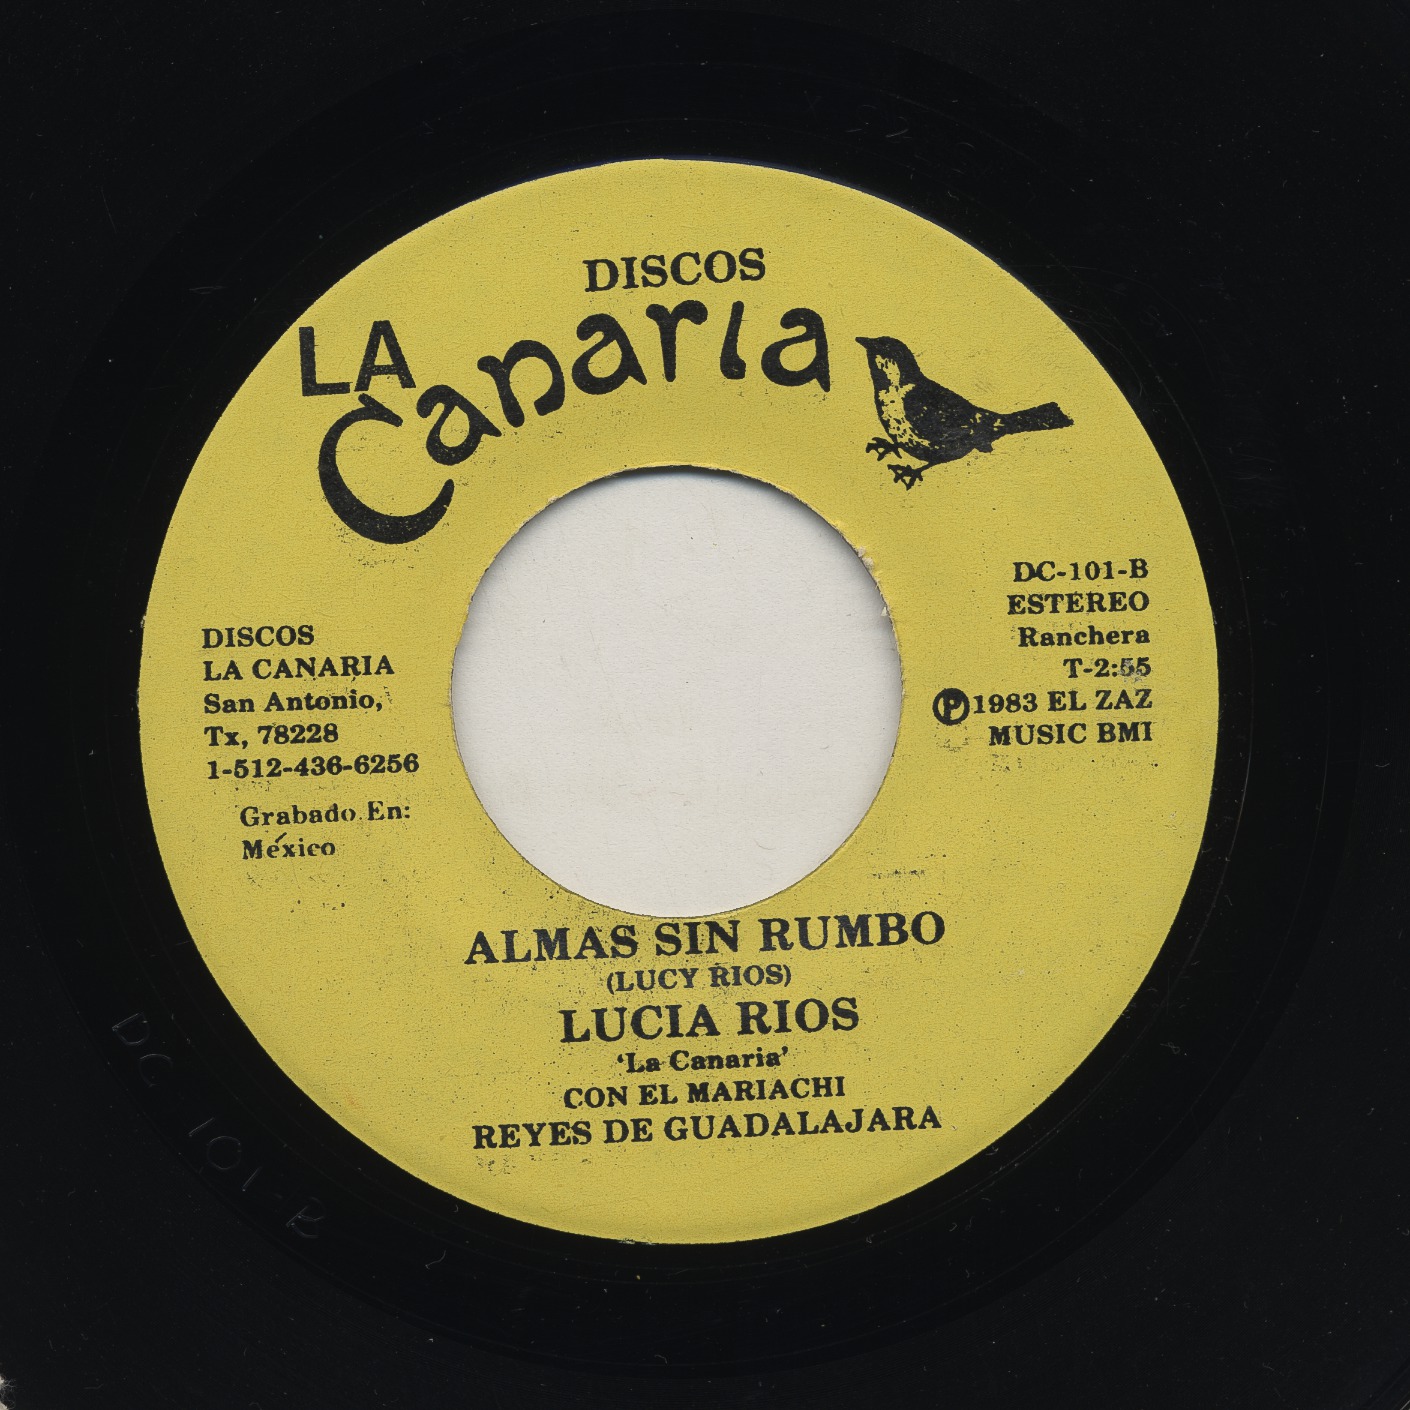 DISCOS
LA Canaria
DISCOS
LA CANARIA
San Antonio,
Tx, 78228
1-512-436-6256
Grabado En:
México
DC-101-B
ESTEREO
Ranchera
T-2:55
℗1983 EL ZAZ
MUSIC BMI
ALMAS SIN RUMBO
(LUCY RIOS)
LUCIA RIOS
‘La Canaria’
CON EL MARIACHI
REYES DE GUADALAJARA
DC 101-B